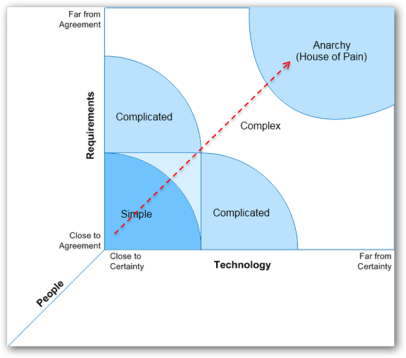 Far from
Agreement
Anarchy
(House of Pain)
Complicated
Requirements
Complex
Simple
Complicated
Close to
Agreement
Close to
Certainty
Technology
Far from
Certainty
People